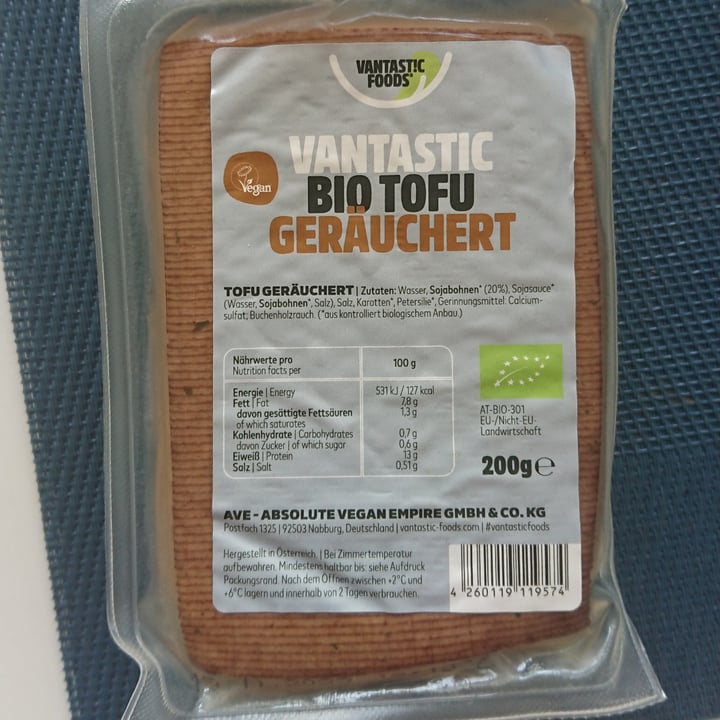 VANTAST!C
FOODS®
VANTASTIC
BIO TOFU
GERÄUCHERT
Vegan
TOFU GERÄUCHERT | Zutaten: Wasser, Sojabohnen* (20%), Sojasauce*
(Wasser, Sojabohnen*, Salz), Salz, Karotten*, Petersilie*, Gerinnungsmittel: Calcium-
sulfat, Buchenholzrauch. (*aus kontrolliert biologischem Anbau.)
Nährwerte pro 100 g
Nutrition facts per
Energie | Energy 531 kJ / 127 kcal
Fett | Fat 7,8 g
davon gesättigte Fettsäuren 1,3 g
of which saturates
Kohlenhydrate | Carbohydrates 0,7 g
davon Zucker | of which sugar 0,6 g
Eiweiß | Protein 13 g
Salz | Salt 0,51 g
AT-BIO-301
EU-/Nicht-EU-
Landwirtschaft
200g ℮
AVE - ABSOLUTE VEGAN EMPIRE GMBH & CO. KG
Postfach 1325 | 92503 Nabburg, Deutschland | vantastic-foods.com | #vantasticfoods
Hergestellt in Österreich. | Bei Zimmertemperatur
aufbewahren. Mindestens haltbar bis: siehe Aufdruck
Packungsrand. Nach dem Öffnen zwischen +2°C und
+6°C lagern und innerhalb von 2 Tagen verbrauchen.
4 260119 119574